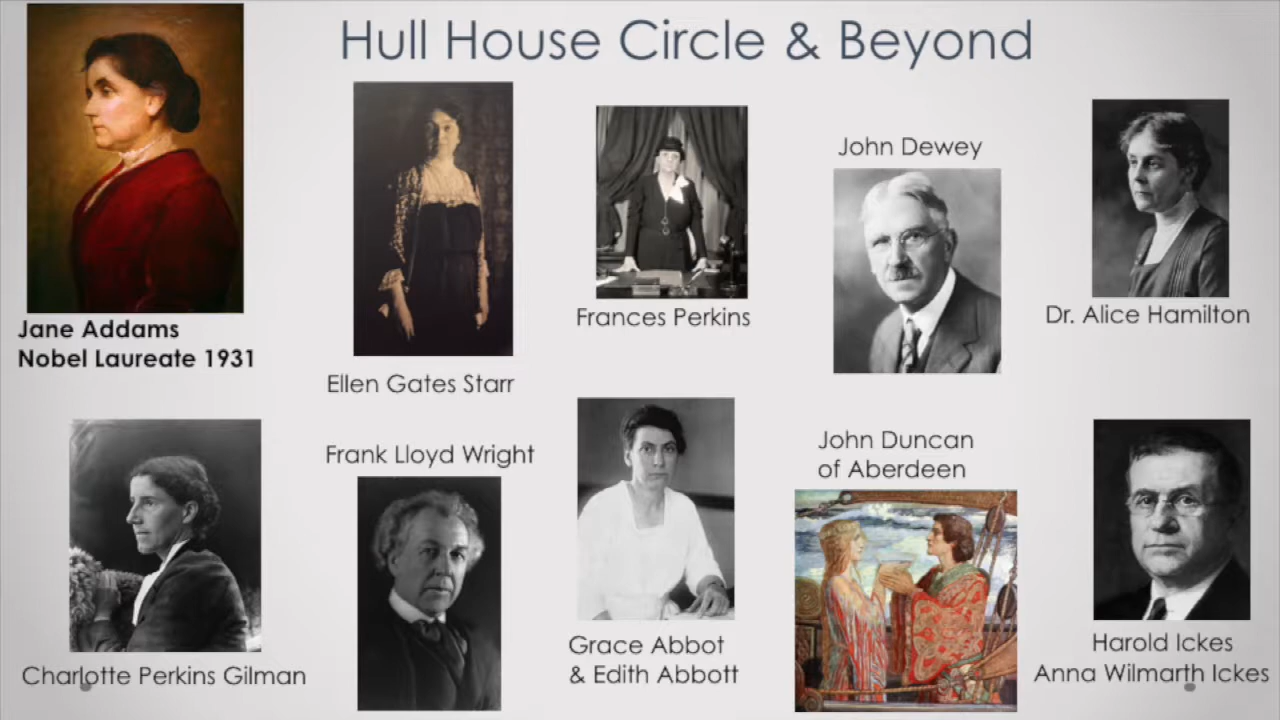 Hull House Circle & Beyond
Jane Addams
Nobel Laureate 1931
Ellen Gates Starr
Frances Perkins
John Dewey
Dr. Alice Hamilton
Charlotte Perkins Gilman
Frank Lloyd Wright
Grace Abbot
& Edith Abbott
John Duncan
of Aberdeen
Harold Ickes
Anna Wilmarth Ickes